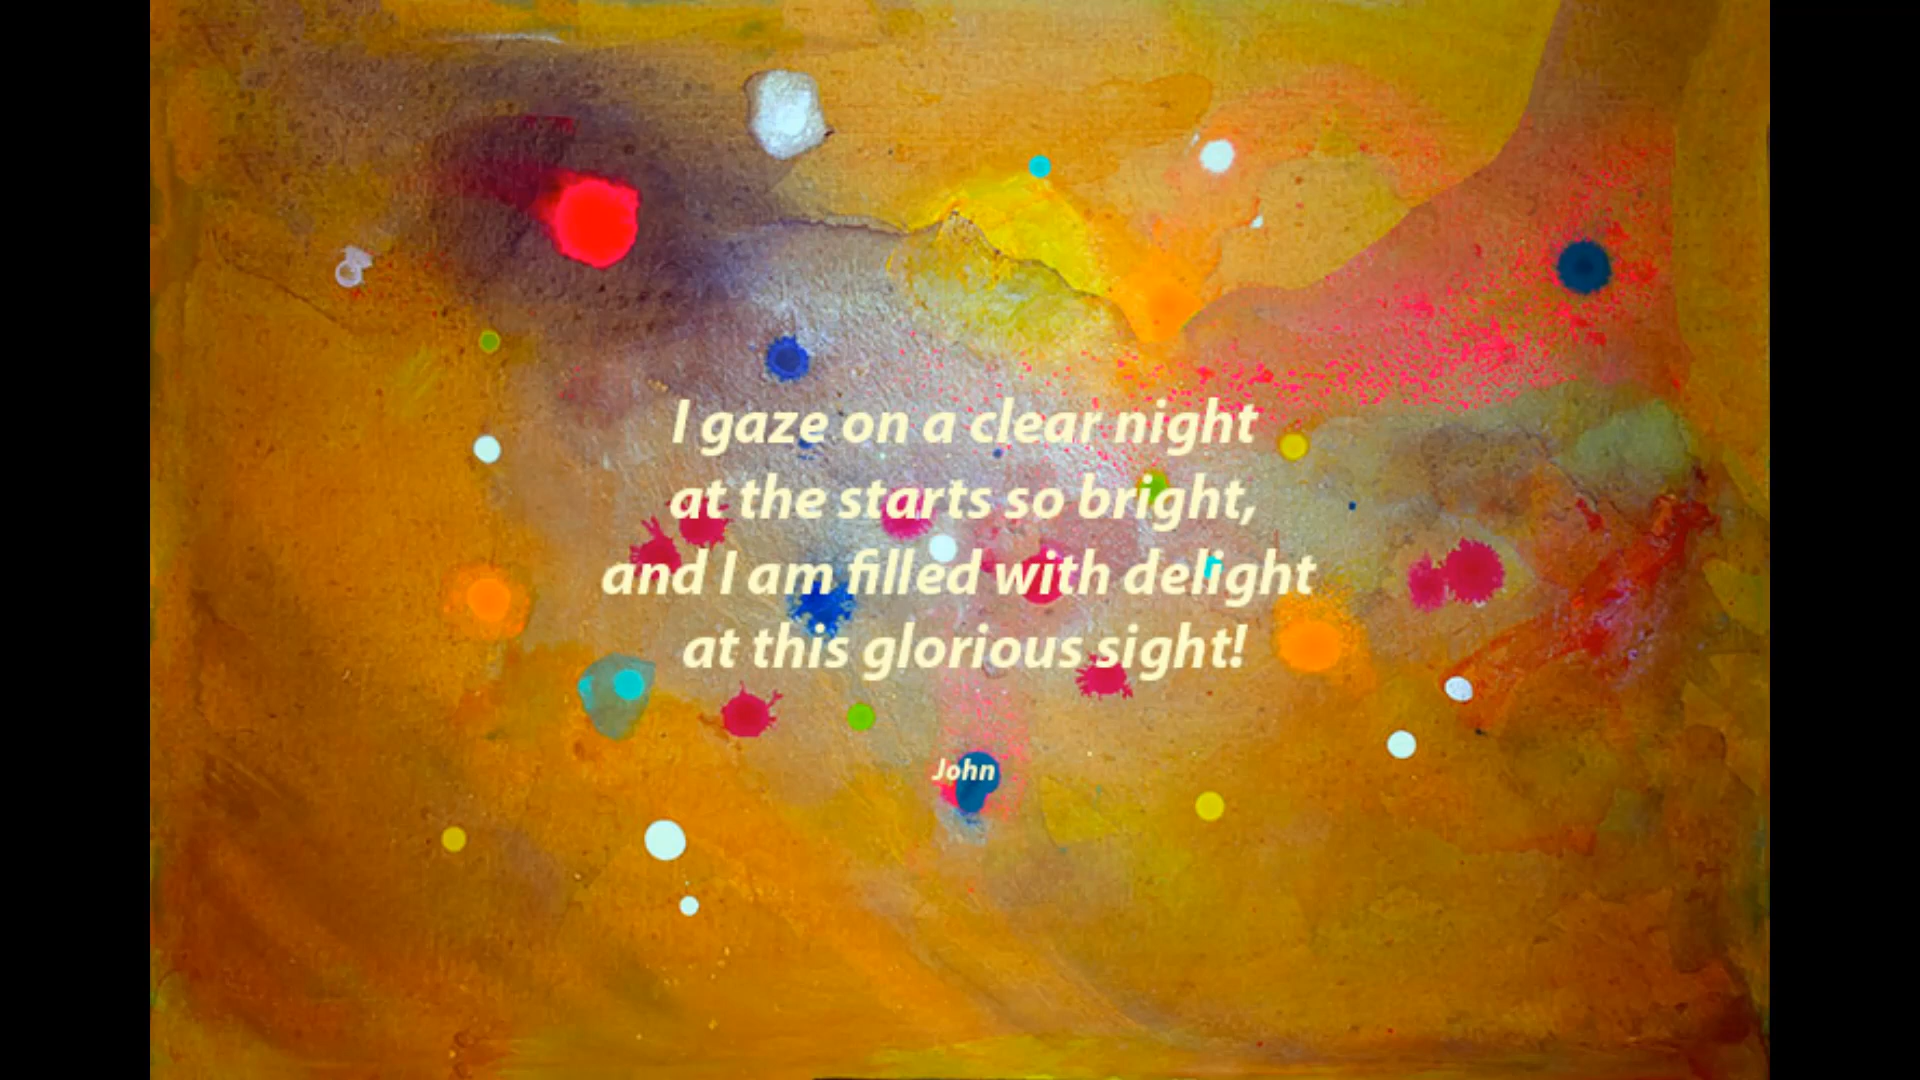 I gaze on a clear night
at the starts so bright,
and I am filled with delight
at this glorious sight!
John